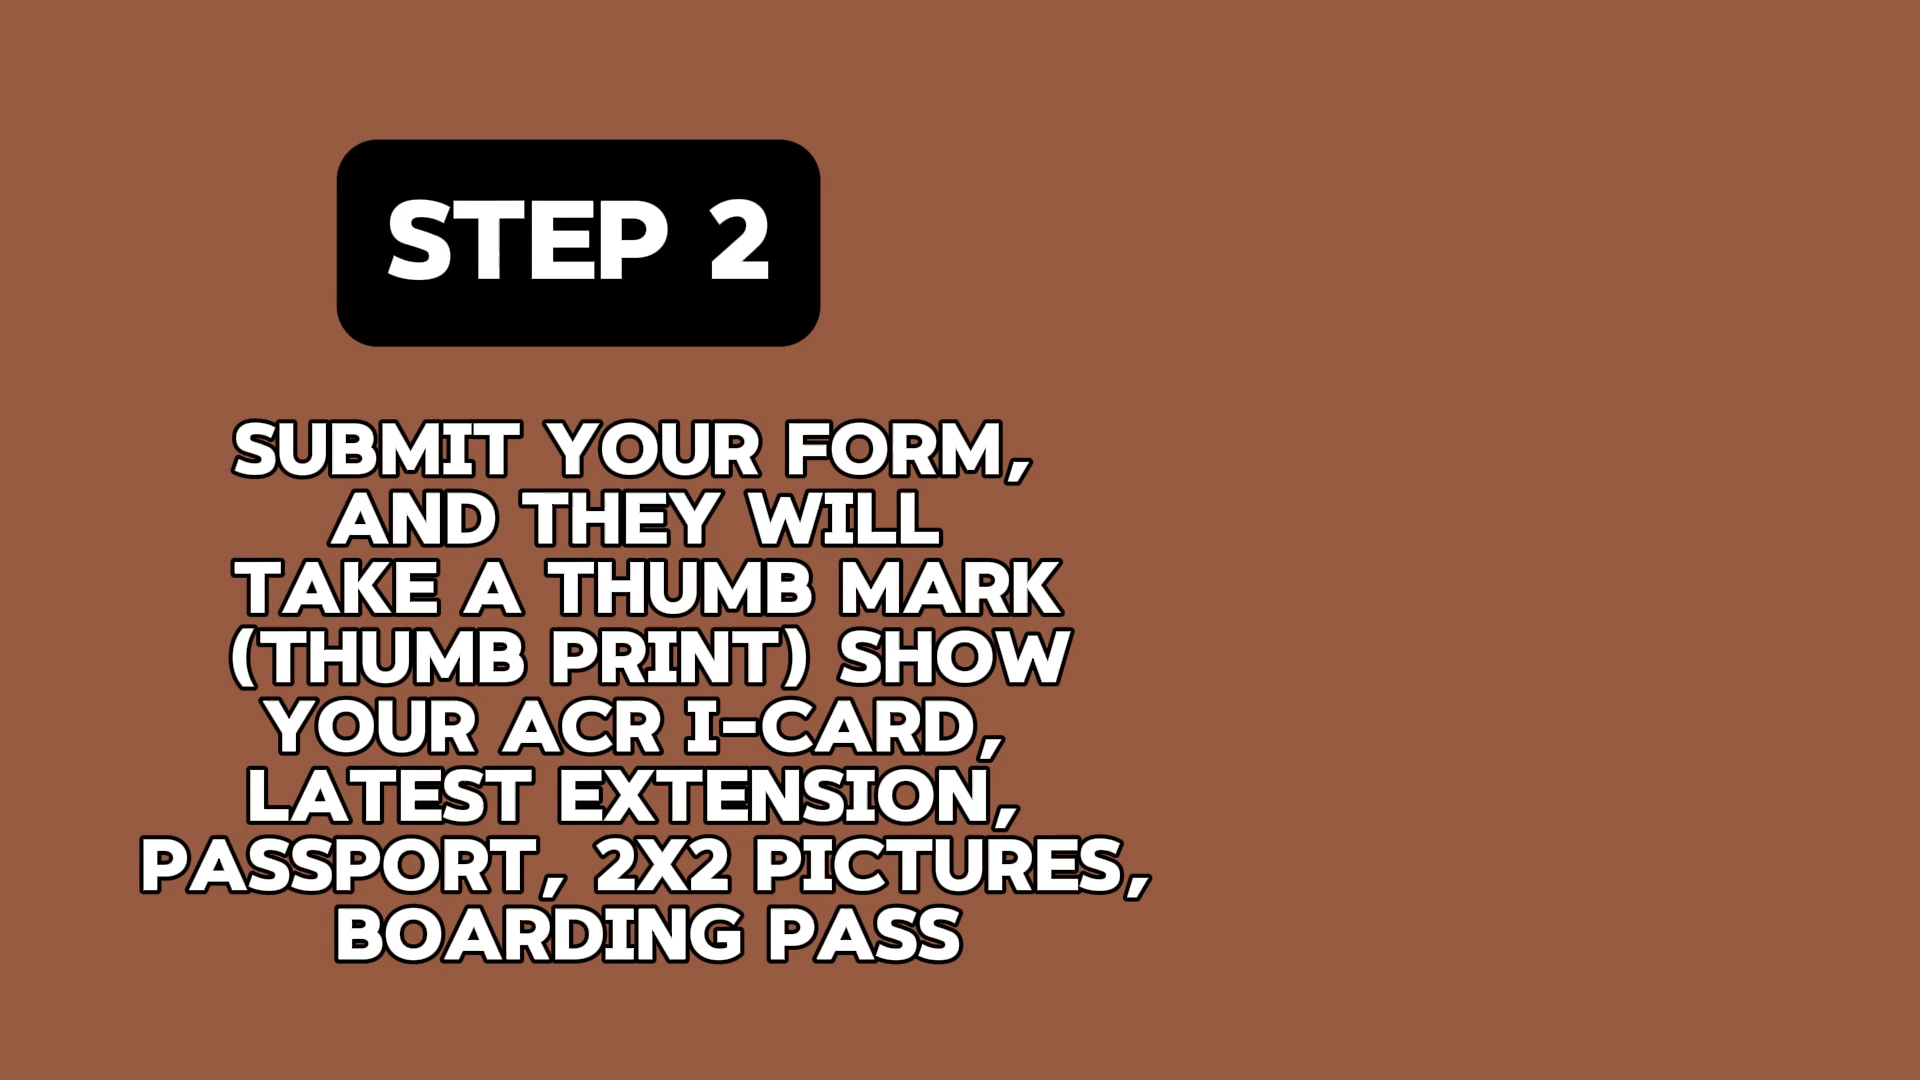 STEP 2
SUBMIT YOUR FORM,
AND THEY WILL
TAKE A THUMB MARK
(THUMB PRINT) SHOW
YOUR ACR I-CARD,
LATEST EXTENSION,
PASSPORT, 2X2 PICTURES,
BOARDING PASS